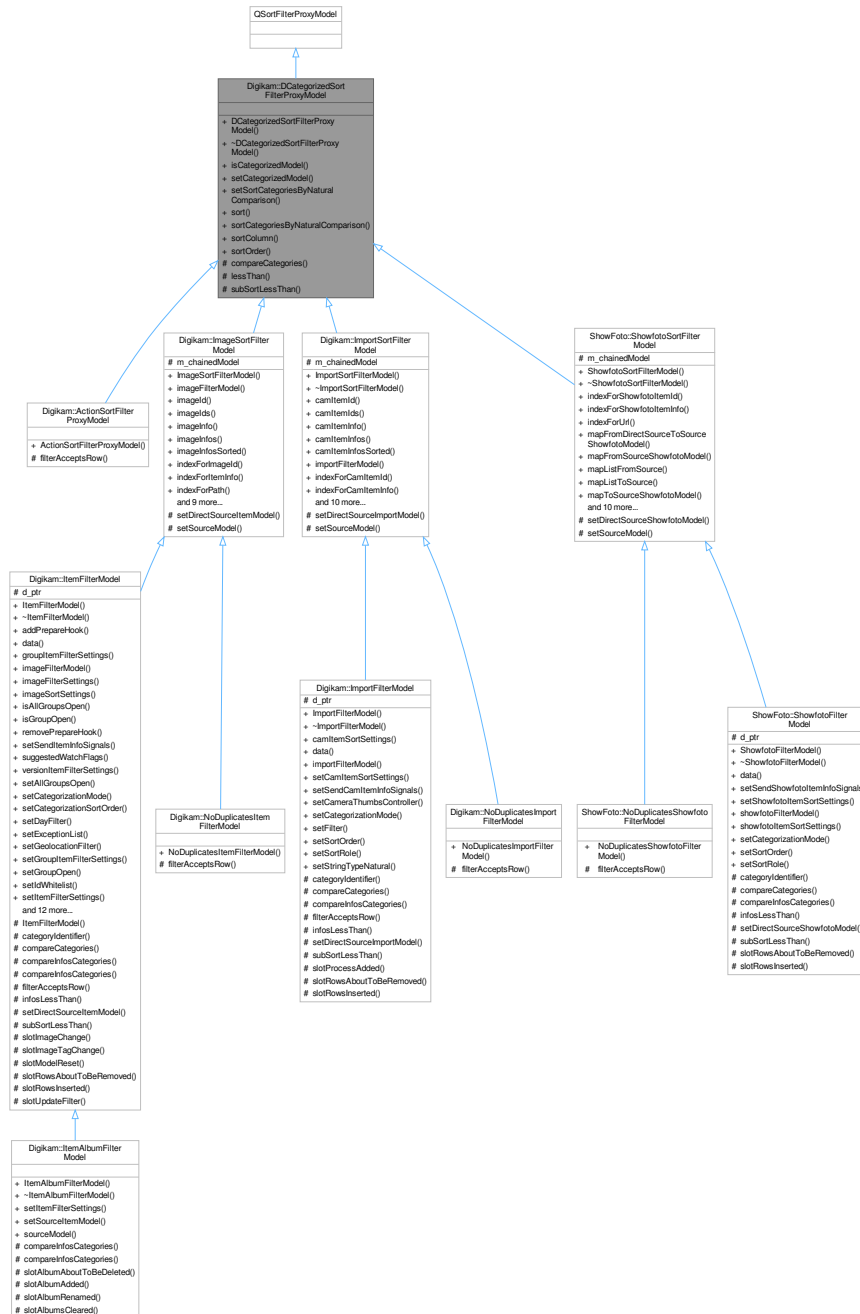 QSortFilterProxyModel
Digikam::DCategorizedSort
FilterProxyModel
+ DCategorizedSortFilterProxy
Model()
+ ~DCategorizedSortFilterProxy
Model()
+ isCategorizedModel()
+ setCategorizedModel()
+ setSortCategoriesByNatural
Comparison()
+ sort()
+ sortCategoriesByNaturalComparison()
+ sortColumn()
+ sortOrder()
# compareCategories()
# lessThan()
# subSortLessThan()
Digikam::ActionSortFilter
ProxyModel
+ ActionSortFilterProxyModel()
# filterAcceptsRow()
Digikam::ImageSortFilter
Model
# m_chainedModel
+ ImageSortFilterModel()
+ imageFilterModel()
+ imageId()
+ imageIds()
+ imageInfo()
+ imageInfos()
+ imageInfosSorted()
+ indexForImageId()
+ indexForItemInfo()
+ indexForPath()
and 9 more...
# setDirectSourceItemModel()
# setSourceModel()
Digikam::ImportSortFilter
Model
# m_chainedModel
+ ImportSortFilterModel()
+ ~ImportSortFilterModel()
+ camItemId()
+ camItemIds()
+ camItemInfo()
+ camItemInfos()
+ camItemInfosSorted()
+ importFilterModel()
+ indexForCamItemId()
+ indexForCamItemInfo()
and 10 more...
# setDirectSourceImportModel()
# setSourceModel()
ShowFoto::ShowfotoSortFilter
Model
# m_chainedModel
+ ShowfotoSortFilterModel()
+ ~ShowfotoSortFilterModel()
+ indexForShowfotoItemId()
+ indexForShowfotoItemInfo()
+ indexForUrl()
+ mapFromDirectSourceToSource
ShowfotoModel()
+ mapFromSourceShowfotoModel()
+ mapListFromSource()
+ mapListToSource()
+ mapToSourceShowfotoModel()
and 10 more...
# setDirectSourceShowfotoModel()
# setSourceModel()
Digikam::ItemFilterModel
# d_ptr
+ ItemFilterModel()
+ ~ItemFilterModel()
+ addPrepareHook()
+ data()
+ groupItemFilterSettings()
+ imageFilterModel()
+ imageFilterSettings()
+ imageSortSettings()
+ isAllGroupsOpen()
+ isGroupOpen()
+ removePrepareHook()
+ setSendItemInfoSignals()
+ suggestedWatchFlags()
+ versionItemFilterSettings()
+ setAllGroupsOpen()
+ setCategorizationMode()
+ setCategorizationSortOrder()
+ setDayFilter()
+ setExceptionList()
+ setGeolocationFilter()
+ setGroupItemFilterSettings()
+ setGroupOpen()
+ setIdWhitelist()
+ setItemFilterSettings()
and 12 more...
# ItemFilterModel()
# categoryIdentifier()
# compareCategories()
# compareInfosCategories()
# compareInfosCategories()
# filterAcceptsRow()
# infosLessThan()
# setDirectSourceItemModel()
# subSortLessThan()
# slotImageChange()
# slotImageTagChange()
# slotModelReset()
# slotRowsAboutToBeRemoved()
# slotRowsInserted()
# slotUpdateFilter()
Digikam::NoDuplicatesItem
FilterModel
+ NoDuplicatesItemFilterModel()
# filterAcceptsRow()
Digikam::ImportFilterModel
# d_ptr
+ ImportFilterModel()
+ ~ImportFilterModel()
+ camItemSortSettings()
+ data()
+ importFilterModel()
+ setCamItemSortSettings()
+ setSendCamItemInfoSignals()
+ setCameraThumbsController()
+ setCategorizationMode()
+ setFilter()
+ setSortOrder()
+ setSortRole()
+ setStringTypeNatural()
# categoryIdentifier()
# compareCategories()
# compareInfosCategories()
# filterAcceptsRow()
# infosLessThan()
# setDirectSourceImportModel()
# subSortLessThan()
# slotProcessAdded()
# slotRowsAboutToBeRemoved()
# slotRowsInserted()
Digikam::NoDuplicatesImport
FilterModel
+ NoDuplicatesImportFilter
Model()
# filterAcceptsRow()
ShowFoto::NoDuplicatesShowfoto
FilterModel
+ NoDuplicatesShowfotoFilter
Model()
# filterAcceptsRow()
ShowFoto::ShowfotoFilter
Model
# d_ptr
+ ShowfotoFilterModel()
+ ~ShowfotoFilterModel()
+ data()
+ setSendShowfotoItemInfoSignals
+ setShowfotoItemSortSettings()
+ showfotoFilterModel()
+ showfotoItemSortSettings()
+ setCategorizationMode()
+ setSortOrder()
+ setSortRole()
# categoryIdentifier()
# compareCategories()
# compareInfosCategories()
# infosLessThan()
# setDirectSourceShowfotoModel()
# subSortLessThan()
# slotRowsAboutToBeRemoved()
# slotRowsInserted()
Digikam::ItemAlbumFilter
Model
+ ItemAlbumFilterModel()
+ ~ItemAlbumFilterModel()
+ setItemFilterSettings()
+ setSourceItemModel()
+ sourceModel()
# compareInfosCategories()
# compareInfosCategories()
# slotAlbumAboutToBeDeleted()
# slotAlbumAdded()
# slotAlbumRenamed()
# slotAlbumsCleared()